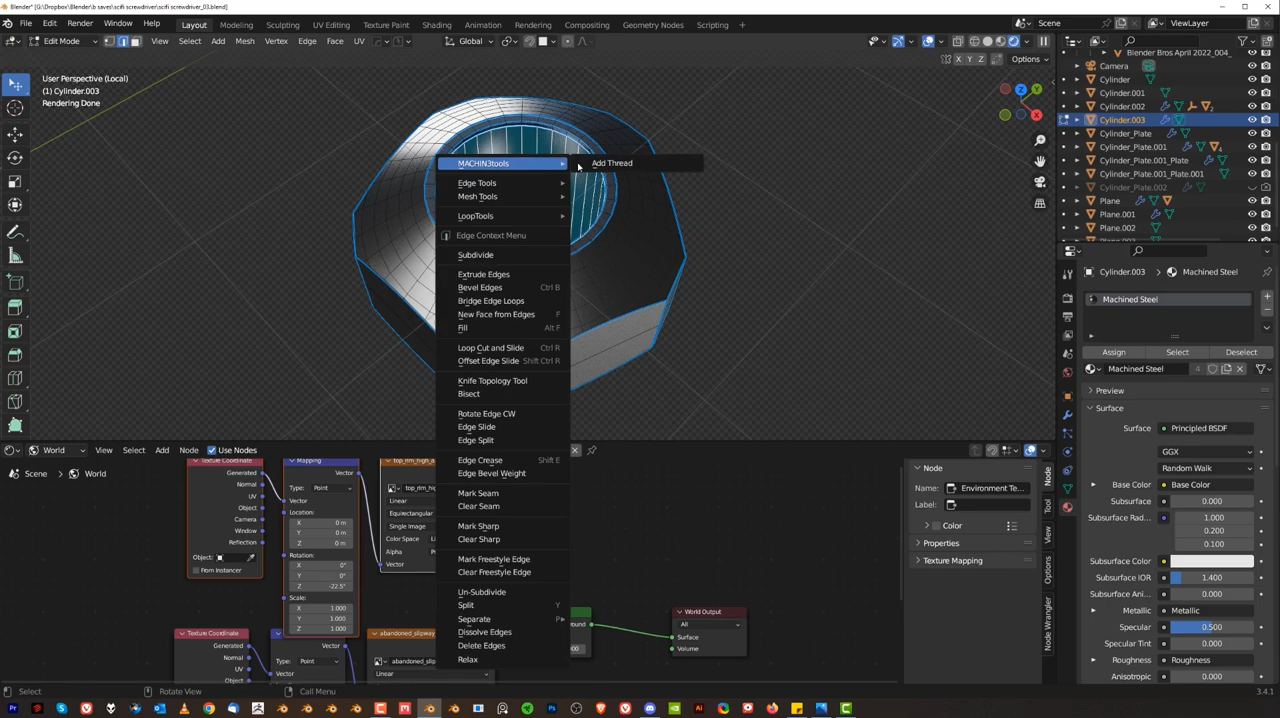 Blender* [G:\Dropbox\Blender\b saves\scifi screwdriver\scifi screwdriver_03.blend]
File Edit Render Window Help Layout Modeling Sculpting UV Editing Texture Paint Shading Animation Rendering Compositing Geometry Nodes Scripting + Scene ViewLayer
Edit Mode View Select Add Mesh Vertex Edge Face UV Global
X Y Z Options
User Perspective (Local)
(1) Cylinder.003
Rendering Done
Z Y X
MACHIN3tools
Add Thread
Edge Tools
Mesh Tools
LoopTools
Edge Context Menu
Subdivide
Extrude Edges
Bevel Edges Ctrl B
Bridge Edge Loops
New Face from Edges F
Fill Alt F
Loop Cut and Slide Ctrl R
Offset Edge Slide Shift Ctrl R
Knife Topology Tool
Bisect
Rotate Edge CW
Edge Slide
Edge Split
Edge Crease Shift E
Edge Bevel Weight
Mark Seam
Clear Seam
Mark Sharp
Clear Sharp
Mark Freestyle Edge
Clear Freestyle Edge
Un-Subdivide
Split Y
Separate P
Dissolve Edges
Delete Edges
Relax
Blender Bros April 2022_004_
Camera
Cylinder
Cylinder.001
Cylinder.002
Cylinder.003
Cylinder_Plate
Cylinder_Plate.001
Cylinder_Plate.001_Plate
Cylinder_Plate.001_Plate.001
Cylinder_Plate.002
Plane
Plane.001
Plane.002
Cylinder.003 Machined Steel
Machined Steel
Assign Select Deselect
Machined Steel 4
Preview
Surface
Surface Principled BSDF
GGX
Random Walk
Base Color Base Color
Subsurface 0.000
Subsurface Rad... 1.000
0.200
0.100
Subsurface Color
Subsurface IOR 1.400
Subsurface Ani... 0.000
Metallic Metallic
Specular 0.500
Roughness Roughness
Anisotropic 0.000
World View Select Add Node Use Nodes
Scene World
Texture Coordinate
Generated
Normal
UV
Object
Camera
Window
Reflection
Object:
From Instancer
Mapping
Vector
Type: Point
Vector
Location:
X 0 m
Y 0 m
Z 0 m
Rotation:
X 0°
Y 0°
Z -22.5°
Scale:
X 1.000
Y 1.000
Z 1.000
Linear
Equirectangular
Single Image
Color Space
Alpha
Vector
Texture Coordinate
Generated
Normal
UV
Object
Vector
Type: Point
Vector
Linear
World Output
All
Surface
Volume
Node
Name: Environment Te...
Label:
Color
Properties
Texture Mapping
Node
Tool
View
Options
Node Wrangler
Select Rotate View Call Menu 3.4.1